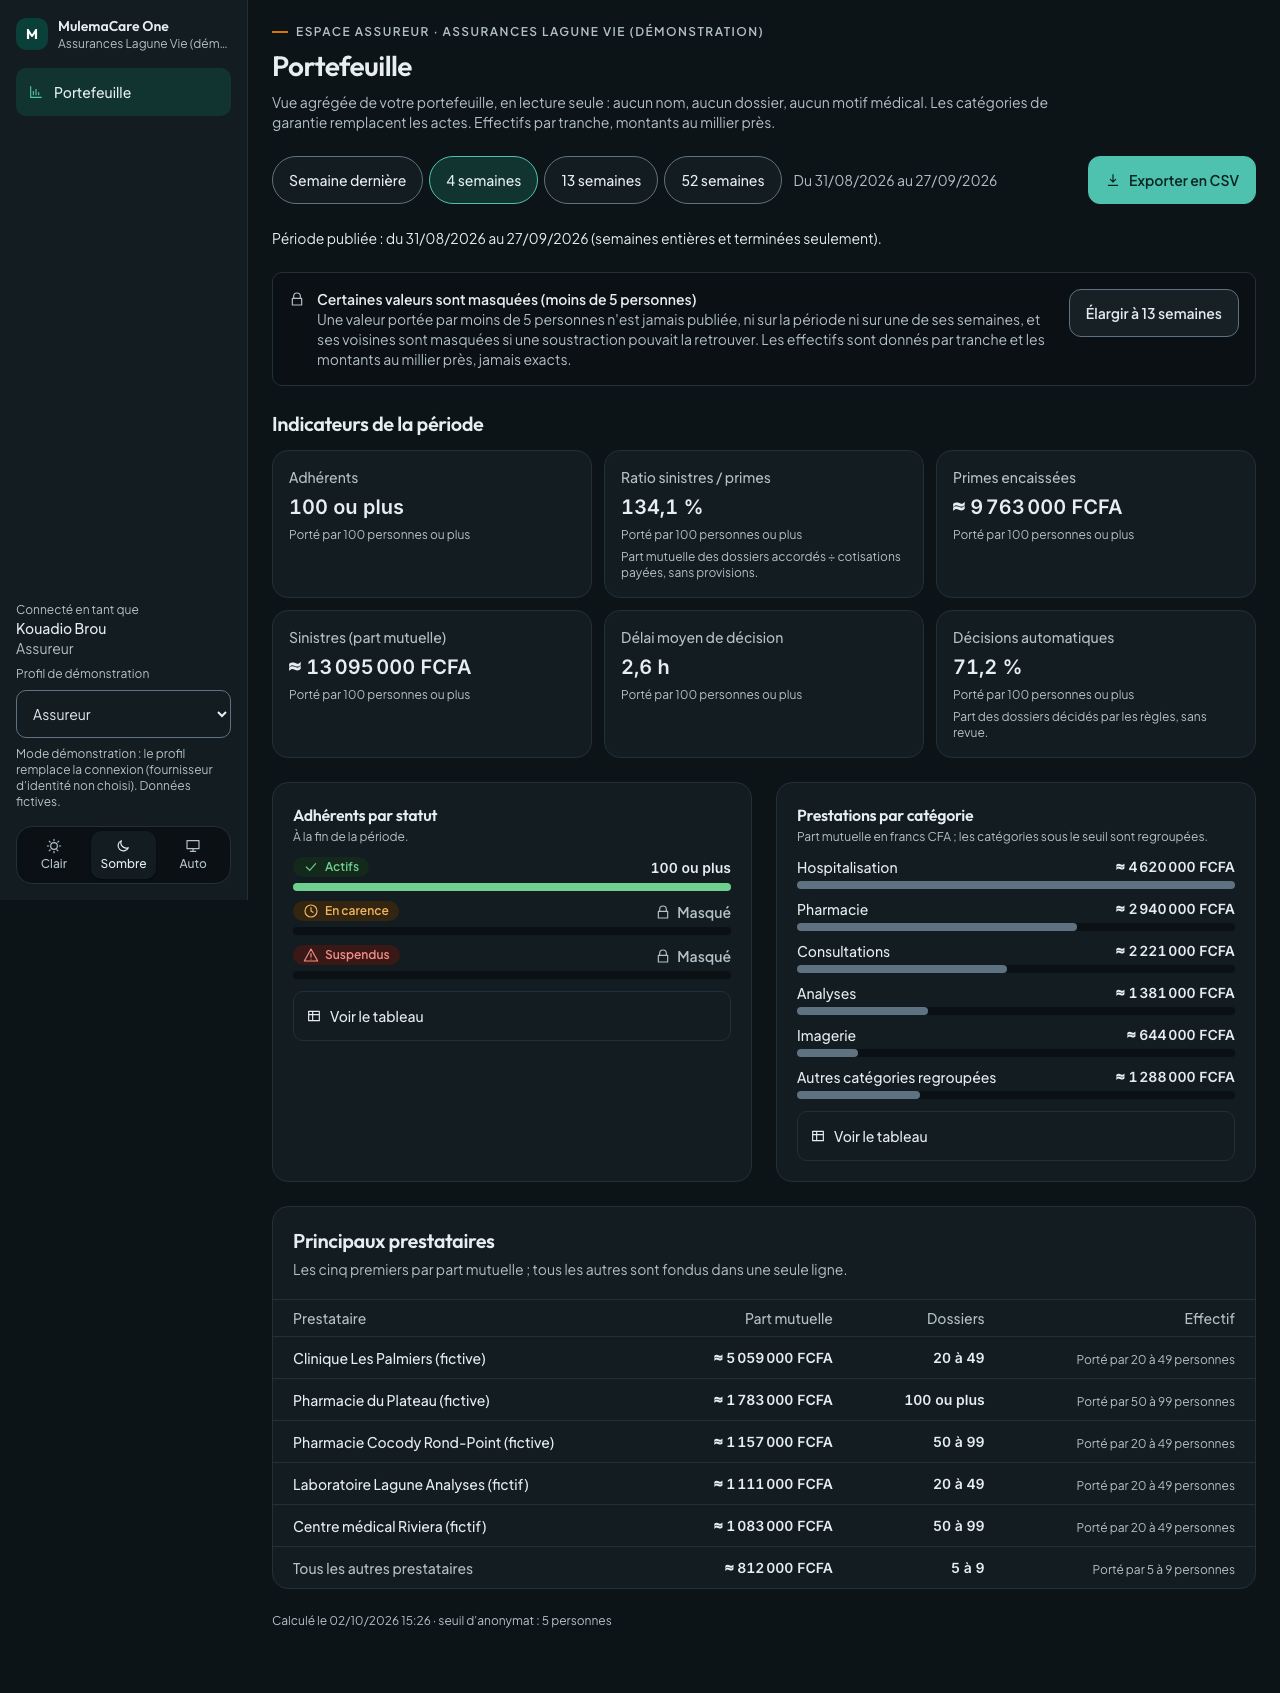 M
MulemaCare One
Assurances Lagune Vie (dém…
Portefeuille
Connecté en tant que
Kouadio Brou
Assureur
Profil de démonstration
Assureur
Mode démonstration : le profil
remplace la connexion (fournisseur
d'identité non choisi). Données
fictives.
Clair
Sombre
Auto
ESPACE ASSUREUR · ASSURANCES LAGUNE VIE (DÉMONSTRATION)
Portefeuille
Vue agrégée de votre portefeuille, en lecture seule : aucun nom, aucun dossier, aucun motif médical. Les catégories de
garantie remplacent les actes. Effectifs par tranche, montants au millier près.
Semaine dernière
4 semaines
13 semaines
52 semaines
Du 31/08/2026 au 27/09/2026
Exporter en CSV
Période publiée : du 31/08/2026 au 27/09/2026 (semaines entières et terminées seulement).
Certaines valeurs sont masquées (moins de 5 personnes)
Une valeur portée par moins de 5 personnes n'est jamais publiée, ni sur la période ni sur une de ses semaines, et
ses voisines sont masquées si une soustraction pouvait la retrouver. Les effectifs sont donnés par tranche et les
montants au millier près, jamais exacts.
Élargir à 13 semaines
Indicateurs de la période
Adhérents
100 ou plus
Porté par 100 personnes ou plus
Ratio sinistres / primes
134,1 %
Porté par 100 personnes ou plus
Part mutuelle des dossiers accordés ÷ cotisations
payées, sans provisions.
Primes encaissées
≈ 9 763 000 FCFA
Porté par 100 personnes ou plus
Sinistres (part mutuelle)
≈ 13 095 000 FCFA
Porté par 100 personnes ou plus
Délai moyen de décision
2,6 h
Porté par 100 personnes ou plus
Décisions automatiques
71,2 %
Porté par 100 personnes ou plus
Part des dossiers décidés par les règles, sans
revue.
Adhérents par statut
À la fin de la période.
Actifs 100 ou plus
En carence Masqué
Suspendus Masqué
Voir le tableau
Prestations par catégorie
Part mutuelle en francs CFA ; les catégories sous le seuil sont regroupées.
Hospitalisation ≈ 4 620 000 FCFA
Pharmacie ≈ 2 940 000 FCFA
Consultations ≈ 2 221 000 FCFA
Analyses ≈ 1 381 000 FCFA
Imagerie ≈ 644 000 FCFA
Autres catégories regroupées ≈ 1 288 000 FCFA
Voir le tableau
Principaux prestataires
Les cinq premiers par part mutuelle ; tous les autres sont fondus dans une seule ligne.
Prestataire Part mutuelle Dossiers Effectif
Clinique Les Palmiers (fictive) ≈ 5 059 000 FCFA 20 à 49 Porté par 20 à 49 personnes
Pharmacie du Plateau (fictive) ≈ 1 783 000 FCFA 100 ou plus Porté par 50 à 99 personnes
Pharmacie Cocody Rond-Point (fictive) ≈ 1 157 000 FCFA 50 à 99 Porté par 20 à 49 personnes
Laboratoire Lagune Analyses (fictif) ≈ 1 111 000 FCFA 20 à 49 Porté par 20 à 49 personnes
Centre médical Riviera (fictif) ≈ 1 083 000 FCFA 50 à 99 Porté par 20 à 49 personnes
Tous les autres prestataires ≈ 812 000 FCFA 5 à 9 Porté par 5 à 9 personnes
Calculé le 02/10/2026 15:26 · seuil d'anonymat : 5 personnes